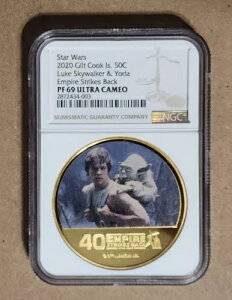 Star Wars
2020 Gilt Cook Is. 50C
Luke Skywalker & Yoda
Empire Strikes Back
PF 69 ULTRA CAMEO
2872434-003
NUMISMATIC GUARANTY COMPANY
NGC
40 EMPIRE
STRIKES BACK